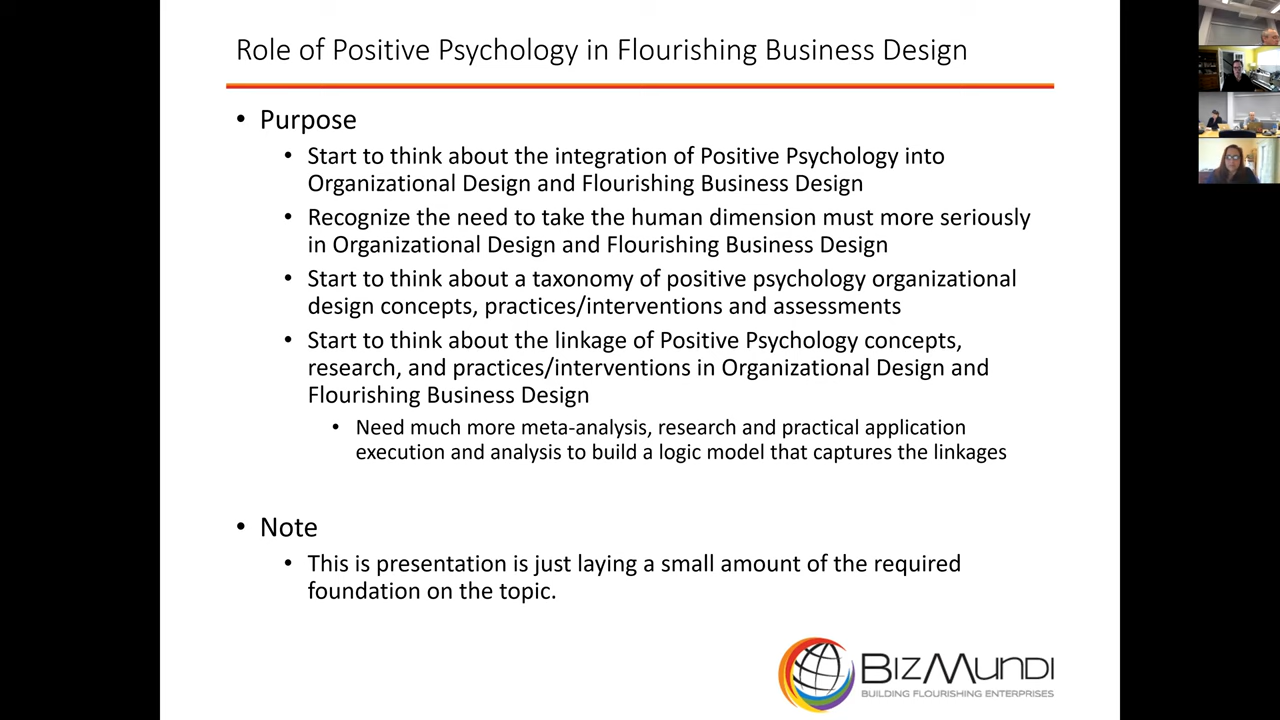 Role of Positive Psychology in Flourishing Business Design
• Purpose
• Start to think about the integration of Positive Psychology into
Organizational Design and Flourishing Business Design
• Recognize the need to take the human dimension must more seriously
in Organizational Design and Flourishing Business Design
• Start to think about a taxonomy of positive psychology organizational
design concepts, practices/interventions and assessments
• Start to think about the linkage of Positive Psychology concepts,
research, and practices/interventions in Organizational Design and
Flourishing Business Design
• Need much more meta-analysis, research and practical application
execution and analysis to build a logic model that captures the linkages
• Note
• This is presentation is just laying a small amount of the required
foundation on the topic.
BIZMUNDI
BUILDING FLOURISHING ENTERPRISES